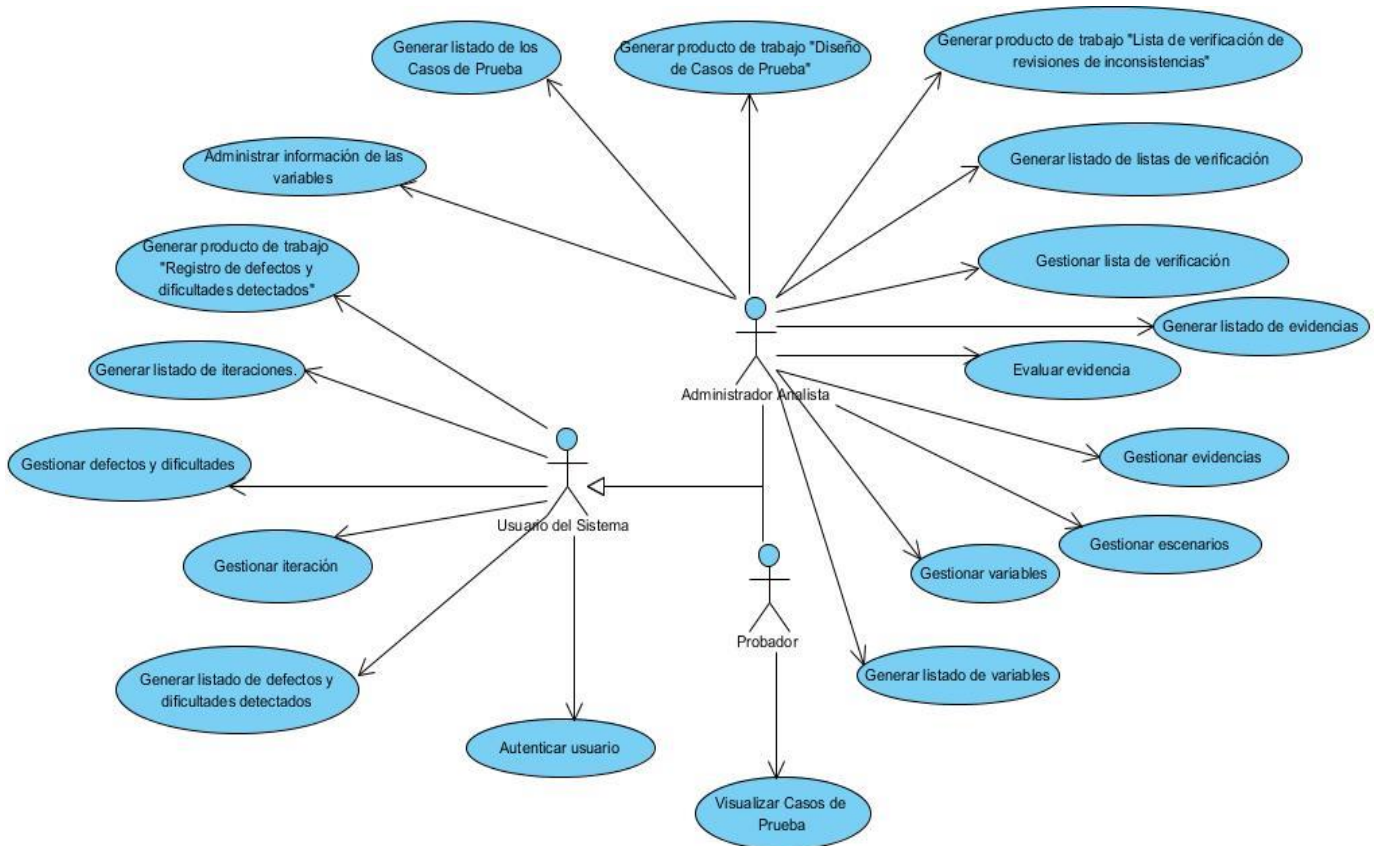 Generar listado de los
Casos de Prueba
Generar producto de trabajo "Diseño
de Casos de Prueba"
Generar producto de trabajo "Lista de verificación de
revisiones de inconsistencias"
Administrar información de las
variables
Generar listado de listas de verificación
Generar producto de trabajo
"Registro de defectos y
dificultades detectados"
Gestionar lista de verificación
Generar listado de evidencias
Generar listado de iteraciones.
Evaluar evidencia
Administrador Analista
Gestionar defectos y dificultades
Gestionar evidencias
Usuario del Sistema
Gestionar escenarios
Gestionar iteración
Gestionar variables
Probador
Generar listado de defectos y
dificultades detectados
Generar listado de variables
Autenticar usuario
Visualizar Casos de
Prueba